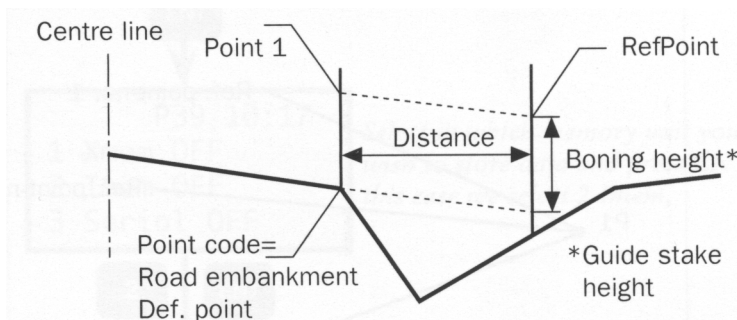 Centre line
Point 1
RefPoint
Distance
Boning height*
Point code=
Road embankment
Def. point
*Guide stake
height